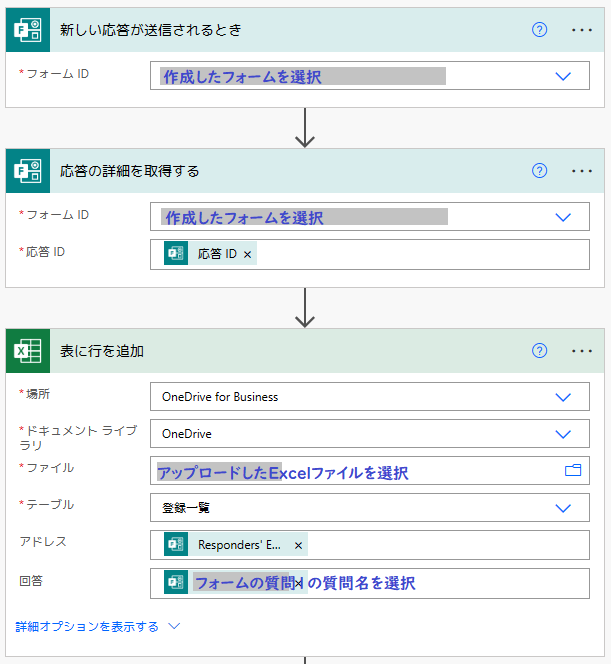 新しい応答が送信されるとき
* フォーム ID
作成したフォームを選択
応答の詳細を取得する
* フォーム ID
作成したフォームを選択
* 応答 ID
応答 ID ×
表に行を追加
* 場所
OneDrive for Business
* ドキュメント ライブ
ラリ
OneDrive
* ファイル
アップロードしたExcelファイルを選択
* テーブル
登録一覧
アドレス
Responders' E... ×
回答
フォームの質問 の質問名を選択
詳細オプションを表示する